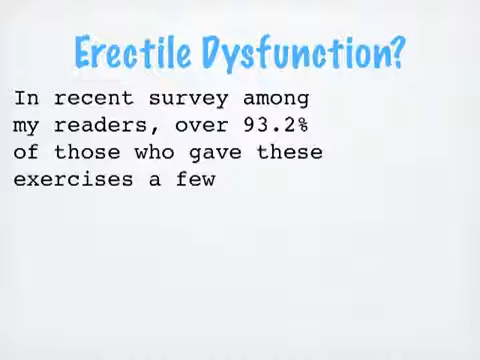 Erectile Dysfunction?
In recent survey among
my readers, over 93.2%
of those who gave these
exercises a few